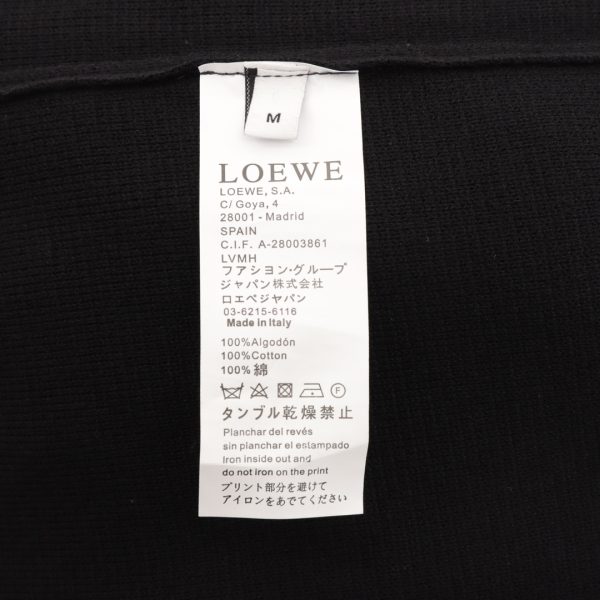 M
LOEWE
LOEWE, S.A.
C/ Goya, 4
28001 - Madrid
SPAIN
C.I.F. A-28003861
LVMH
フアショヨン・グループ
ジャパン株式会社
ロエベジャパン
03-6215-6116
Made in Italy
100%Algodón
100%Cotton
100%綿
F
タンブル乾燥禁止
Planchar del revés
sin planchar el estampado
Iron inside out and
do not iron on the print
プリント部分を避けて
アイロンをあてください